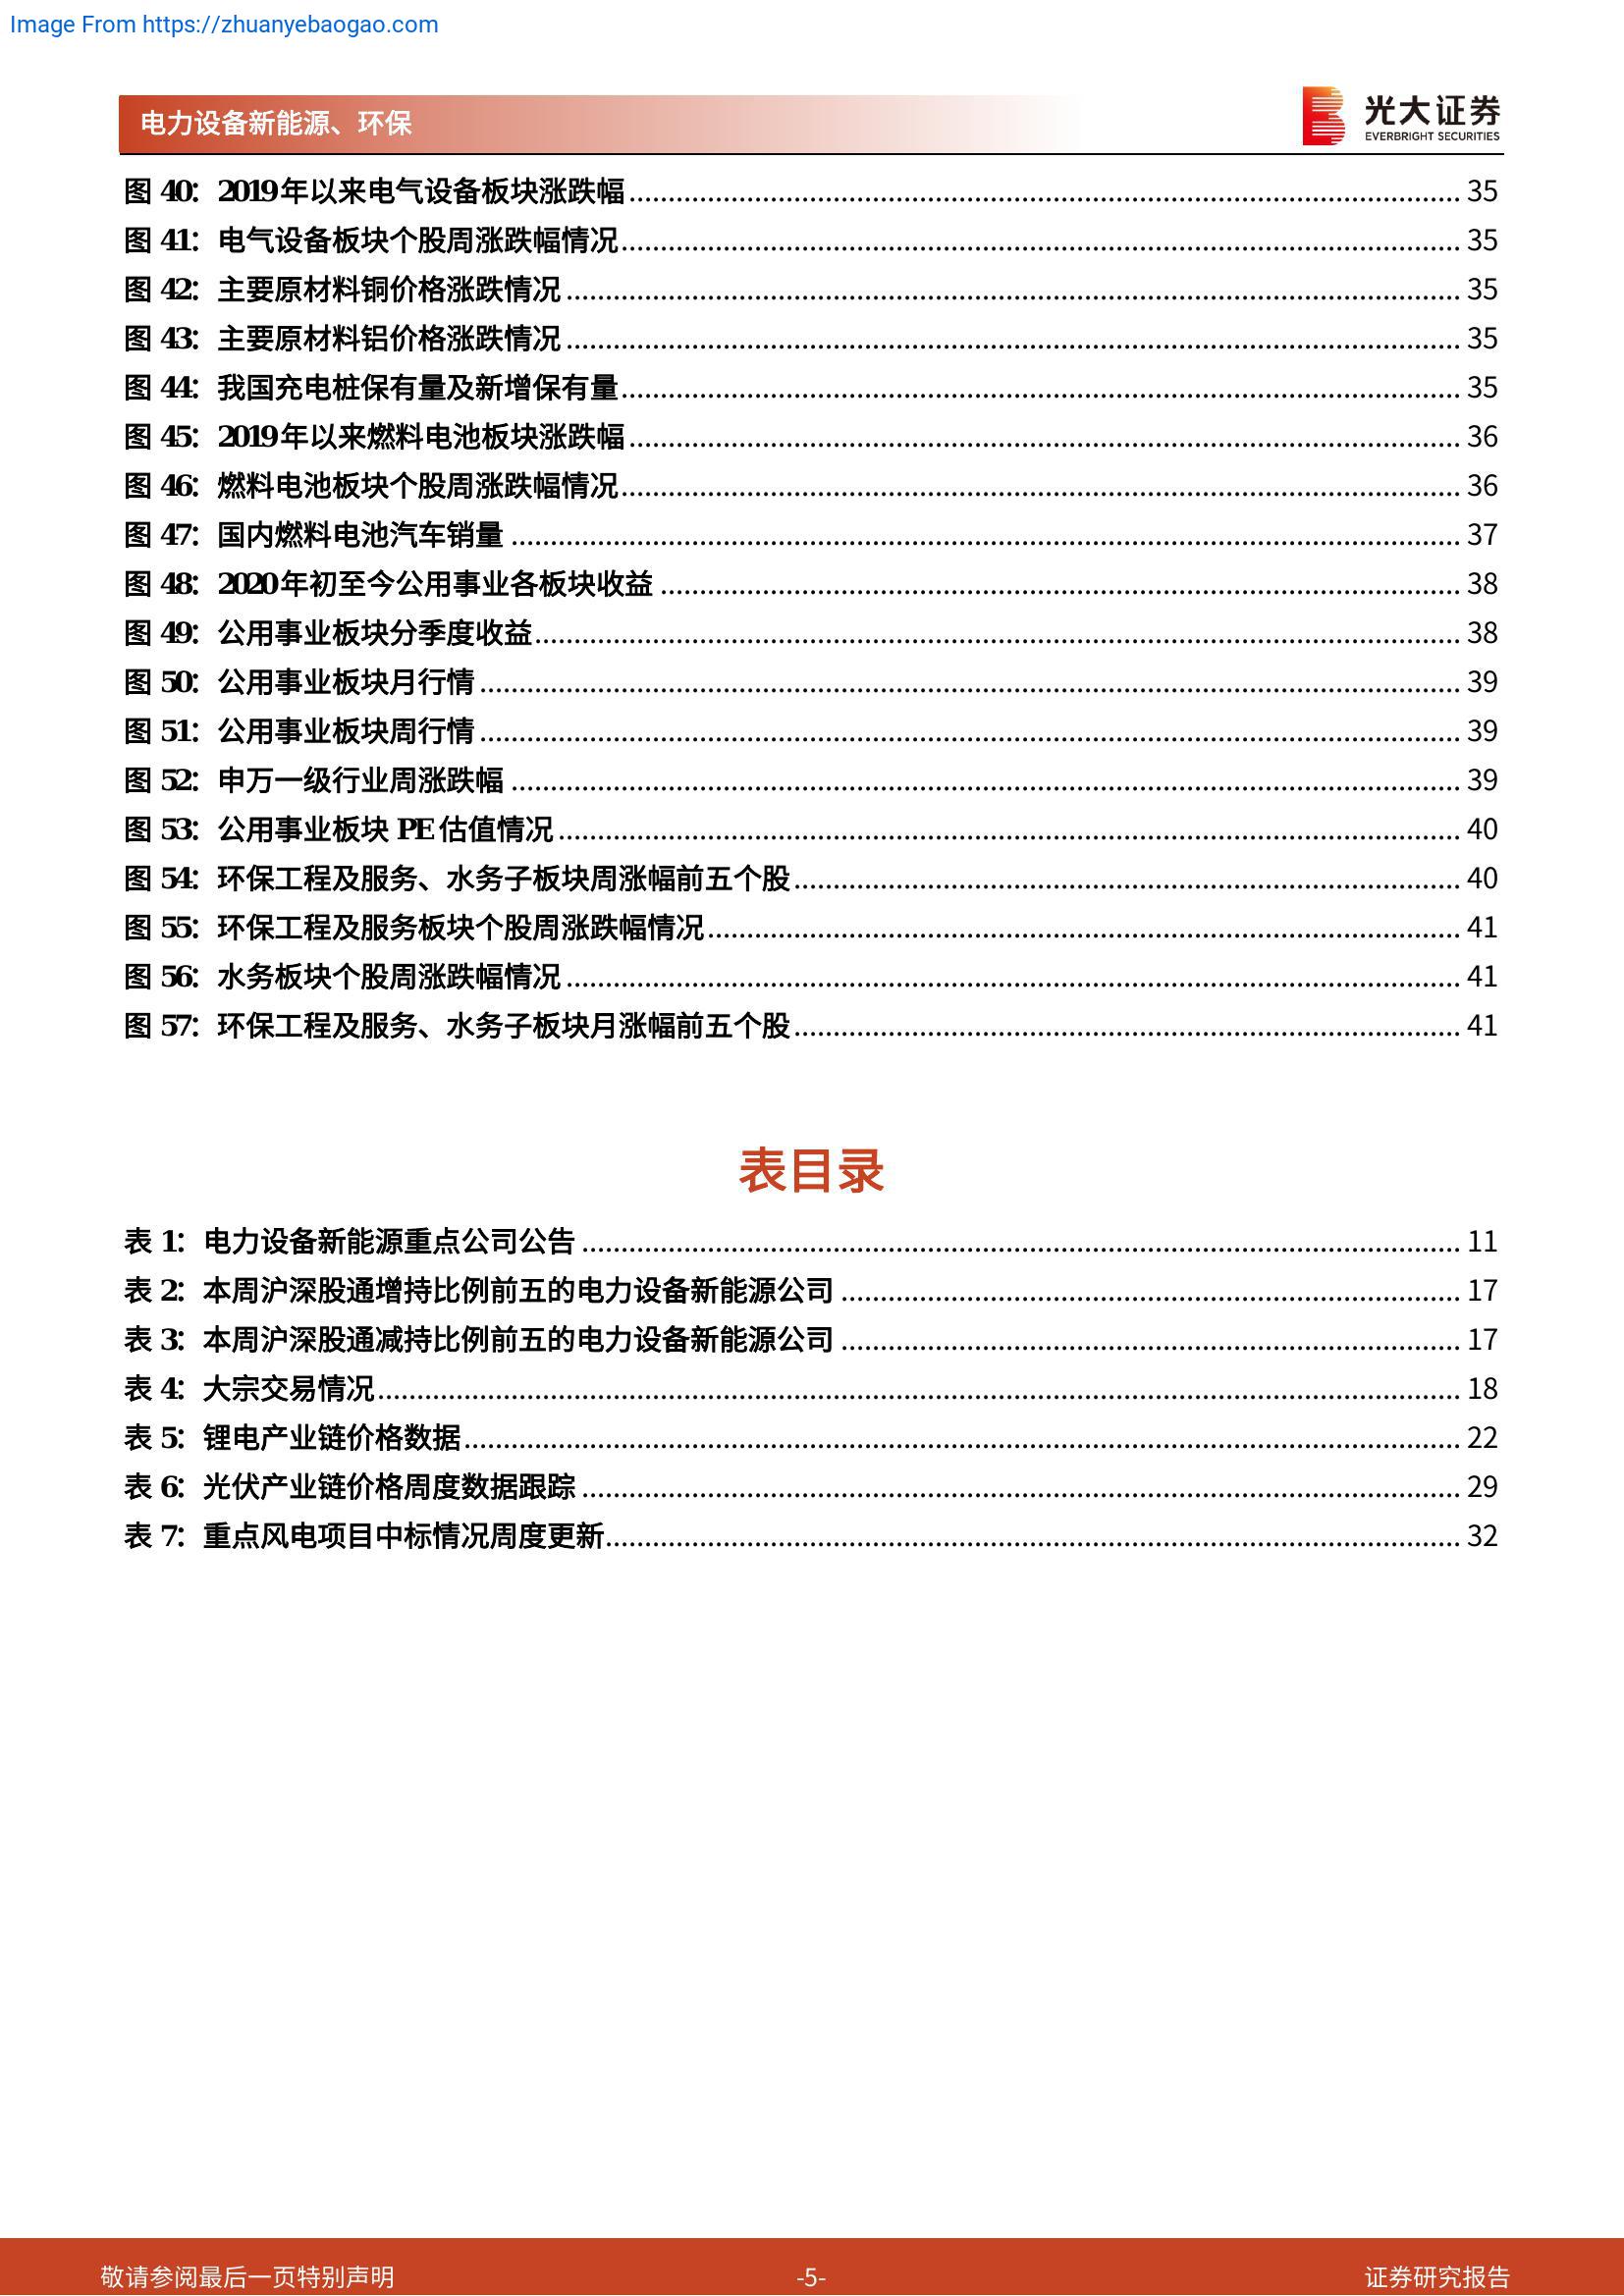 Image From https://zhuanyebaogao.com
电力设备新能源、环保
光大证券
EVERBRIGHT SECURITIES
图 40：2019 年以来电气设备板块涨跌幅 35
图 41：电气设备板块个股周涨跌幅情况 35
图 42：主要原材料铜价格涨跌情况 35
图 43：主要原材料铝价格涨跌情况 35
图 44：我国充电桩保有量及新增保有量 35
图 45：2019 年以来燃料电池板块涨跌幅 36
图 46：燃料电池板块个股周涨跌幅情况 36
图 47：国内燃料电池汽车销量 37
图 48：2020 年初至今公用事业各板块收益 38
图 49：公用事业板块分季度收益 38
图 50：公用事业板块月行情 39
图 51：公用事业板块周行情 39
图 52：申万一级行业周涨跌幅 39
图 53：公用事业板块 PE 估值情况 40
图 54：环保工程及服务、水务子板块周涨幅前五个股 40
图 55：环保工程及服务板块个股周涨跌幅情况 41
图 56：水务板块个股周涨跌幅情况 41
图 57：环保工程及服务、水务子板块月涨幅前五个股 41
表目录
表 1：电力设备新能源重点公司公告 11
表 2：本周沪深股通增持比例前五的电力设备新能源公司 17
表 3：本周沪深股通减持比例前五的电力设备新能源公司 17
表 4：大宗交易情况 18
表 5：锂电产业链价格数据 22
表 6：光伏产业链价格周度数据跟踪 29
表 7：重点风电项目中标情况周度更新 32
敬请参阅最后一页特别声明 -5- 证券研究报告